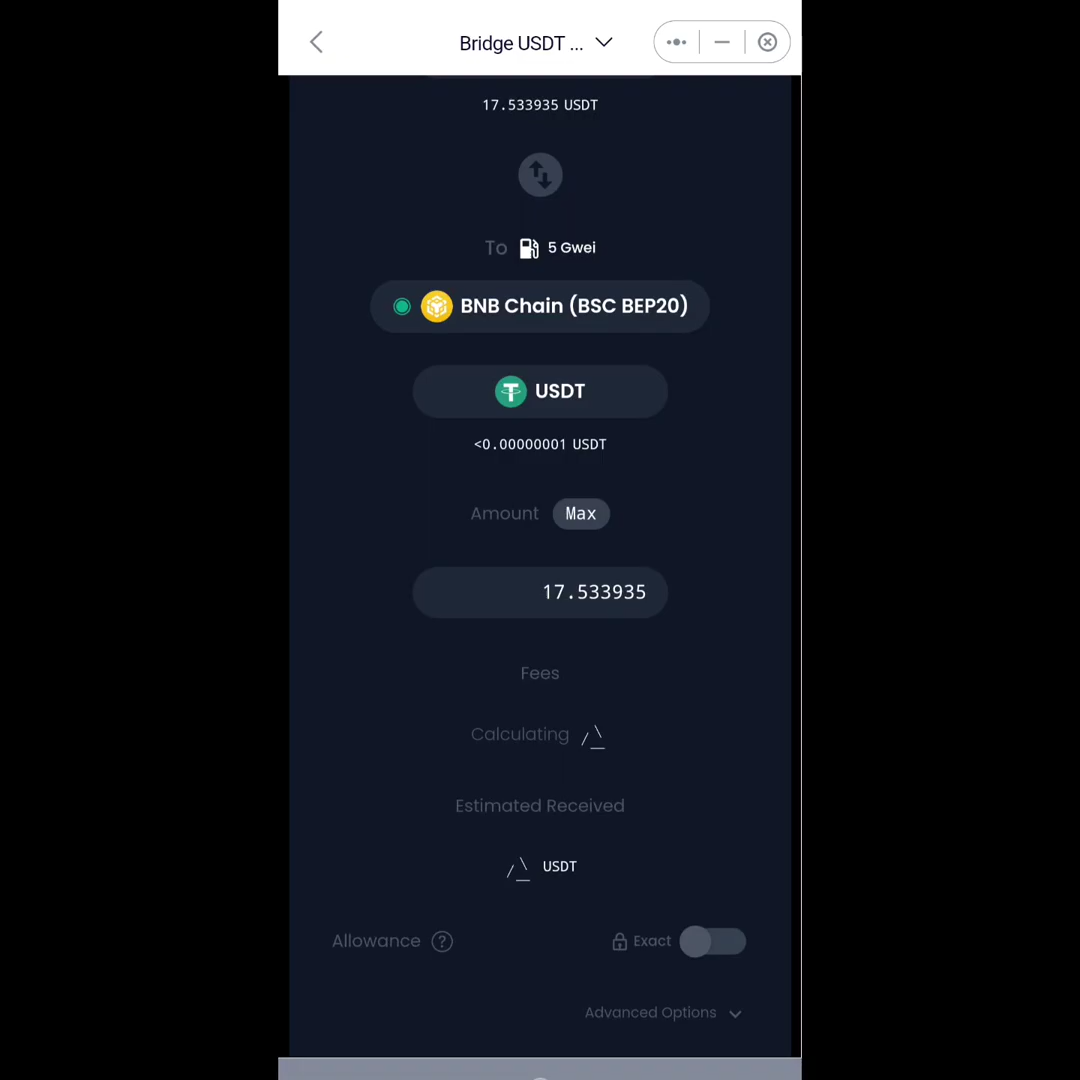 Bridge USDT ...
17.533935 USDT
To 5 Gwei
BNB Chain (BSC BEP20)
USDT
<0.00000001 USDT
Amount Max
17.533935
Fees
Calculating
Estimated Received
USDT
Allowance ? Exact
Advanced Options